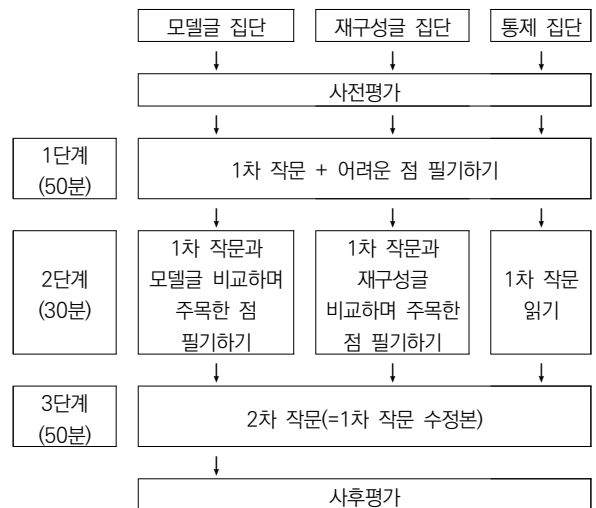 모델글 집단
재구성글 집단
통제 집단
사전평가
1단계
(50분)
1차 작문 + 어려운 점 필기하기
2단계
(30분)
1차 작문과
모델글 비교하며
주목한 점
필기하기
1차 작문과
재구성글
비교하며 주목한
점 필기하기
1차 작문
읽기
3단계
(50분)
2차 작문(=1차 작문 수정본)
사후평가